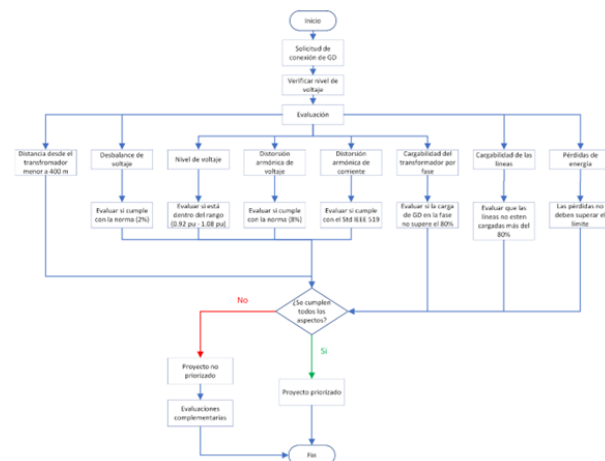 Inicio
Solicitud de
conexión de GD
Verificar nivel de
voltaje
Evaluación
Distancia desde el
transfromador
menor a 400 m
Desbalance de
voltaje
Nivel de voltaje
Distorsión
armónica de
voltaje
Distorsión
armónica de
corriente
Cargabilidad del
transformador por
fase
Cargabilidad de las
líneas
Pérdidas de
energía
Evaluar si cumple
con la norma (2%)
Evaluar si está
dentro del rango
(0.92 pu - 1.08 pu)
Evaluar si cumple
con la norma (8%)
Evaluar si cumple
con el Std IEEE 519
Evaluar si la carga
de GD en la fase
no supere el 80%
Evaluar que las
líneas no esten
cargadas más del
80%
Las pérdidas no
deben superar el
límite
¿Se cumplen
todos los
aspectos?
No
Si
Proyecto no
priorizado
Evaluaciones
complementarias
Proyecto priorizado
Fin